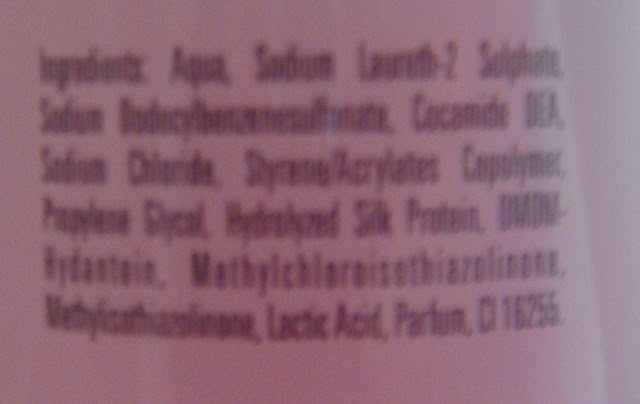 Ingredients: Aqua, Sodium Laureth-2 Sulphate,
Sodium Dodecylbenzenesulfonate, Cocamide DEA,
Sodium Chloride, Styrene/Acrylates Copolymer,
Propylene Glycol, Hydrolyzed Silk Protein, DMDM-
Hydantoin, Methylchloroisothiazolinone,
Methylisothiazolinone, Lactic Acid, Parfum, CI 16255.